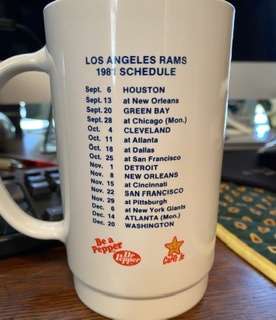 LOS ANGELES RAMS
1981 SCHEDULE
Sept. 6 HOUSTON
Sept. 13 at New Orleans
Sept. 20 GREEN BAY
Sept. 28 at Chicago (Mon.)
Oct. 4 CLEVELAND
Oct. 11 at Atlanta
Oct. 18 at Dallas
Oct. 25 at San Francisco
Nov. 1 DETROIT
Nov. 8 NEW ORLEANS
Nov. 15 at Cincinnati
Nov. 22 SAN FRANCISCO
Nov. 29 at Pittsburgh
Dec. 6 at New York Giants
Dec. 14 ATLANTA (Mon.)
Dec. 20 WASHINGTON
Be a
Pepper
Dr Pepper
Carl's Jr.